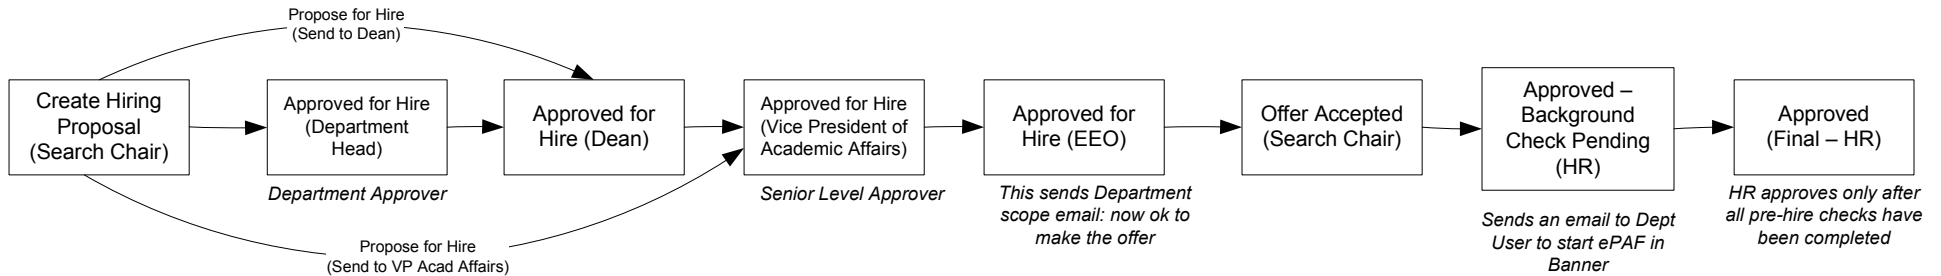 Propose for Hire
(Send to Dean)
Create Hiring
Proposal
(Search Chair)
Approved for Hire
(Department
Head)
Approved for
Hire (Dean)
Approved for Hire
(Vice President of
Academic Affairs)
Approved for
Hire (EEO)
Offer Accepted
(Search Chair)
Approved –
Background
Check Pending
(HR)
Approved
(Final – HR)
Department Approver
Senior Level Approver
This sends Department
scope email: now ok to
make the offer
Sends an email to Dept
User to start ePAF in
Banner
HR approves only after
all pre-hire checks have
been completed
Propose for Hire
(Send to VP Acad Affairs)